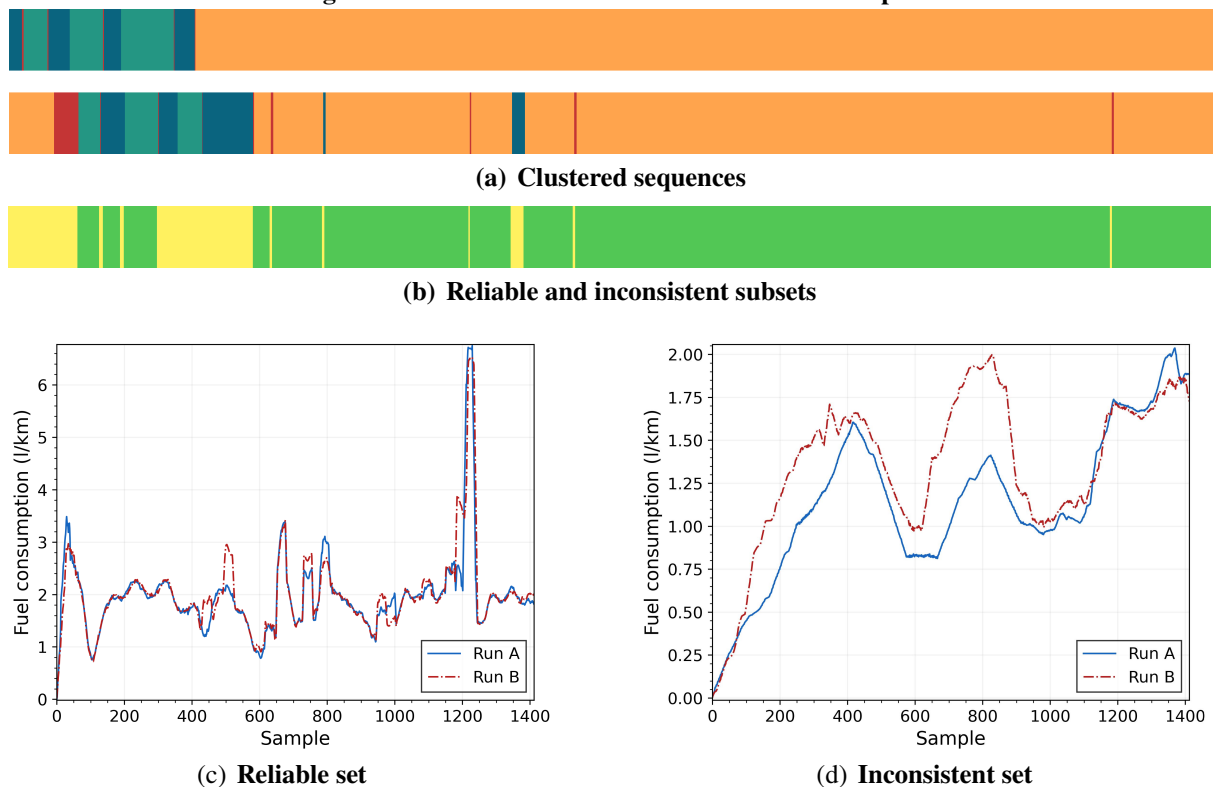 (a) Clustered sequences
(b) Reliable and inconsistent subsets
Fuel consumption (l/km)
6
5
4
3
2
1
0
0 200 400 600 800 1000 1200 1400
Sample
Run A
Run B
(c) Reliable set
Fuel consumption (l/km)
2.00
1.75
1.50
1.25
1.00
0.75
0.50
0.25
0.00
0 200 400 600 800 1000 1200 1400
Sample
Run A
Run B
(d) Inconsistent set